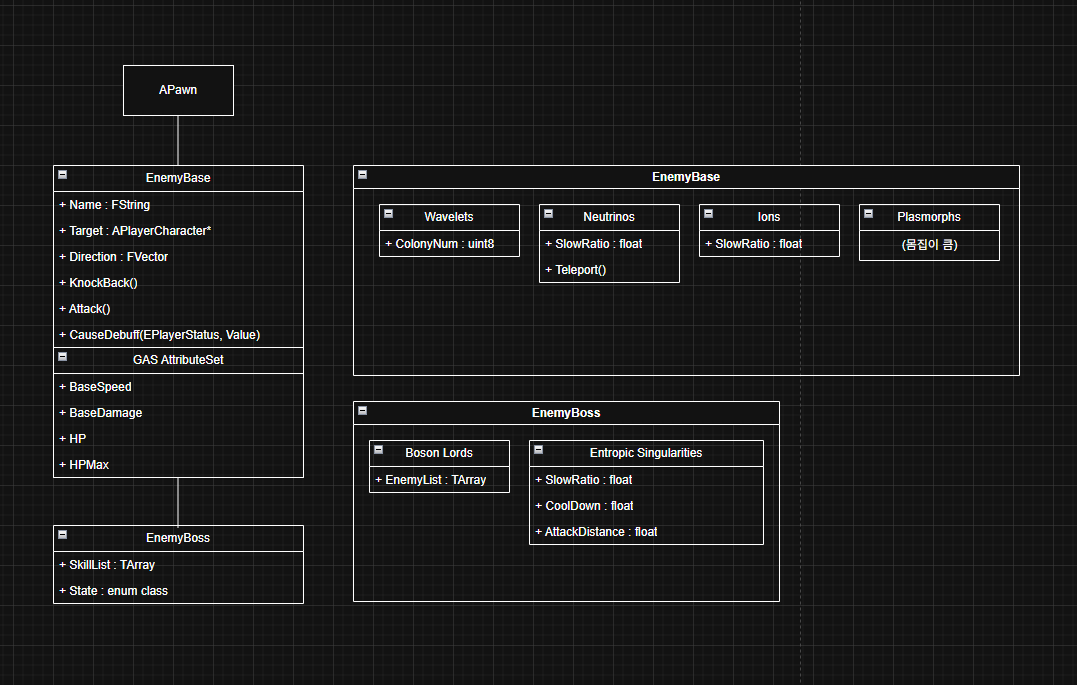 APawn
EnemyBase
+ Name : FString
+ Target : APlayerCharacter*
+ Direction : FVector
+ KnockBack()
+ Attack()
+ CauseDebuff(EPlayerStatus, Value)
GAS AttributeSet
+ BaseSpeed
+ BaseDamage
+ HP
+ HPMax
EnemyBoss
+ SkillList : TArray
+ State : enum class
EnemyBase
Wavelets
+ ColonyNum : uint8
Neutrinos
+ SlowRatio : float
+ Teleport()
Ions
+ SlowRatio : float
Plasmorphs
(몸집이 큼)
EnemyBoss
Boson Lords
+ EnemyList : TArray
Entropic Singularities
+ SlowRatio : float
+ CoolDown : float
+ AttackDistance : float